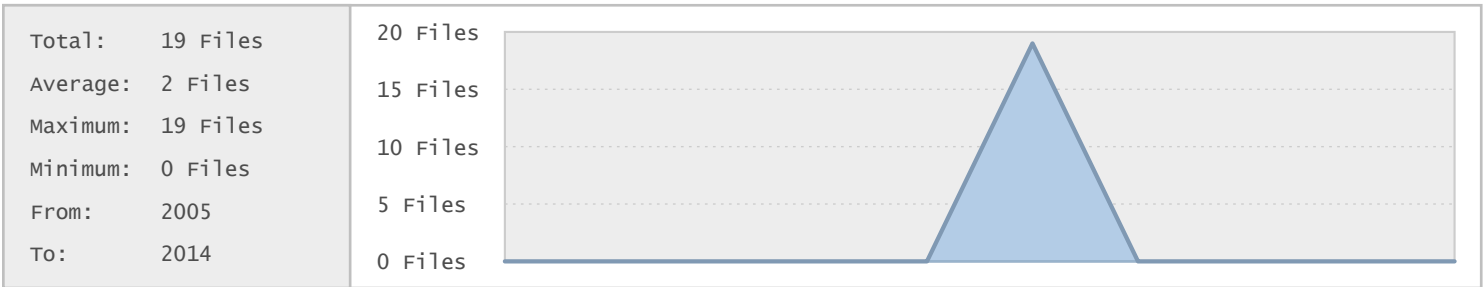 Total: 19 Files
Average: 2 Files
Maximum: 19 Files
Minimum: 0 Files
From: 2005
To: 2014
20 Files
15 Files
10 Files
5 Files
0 Files